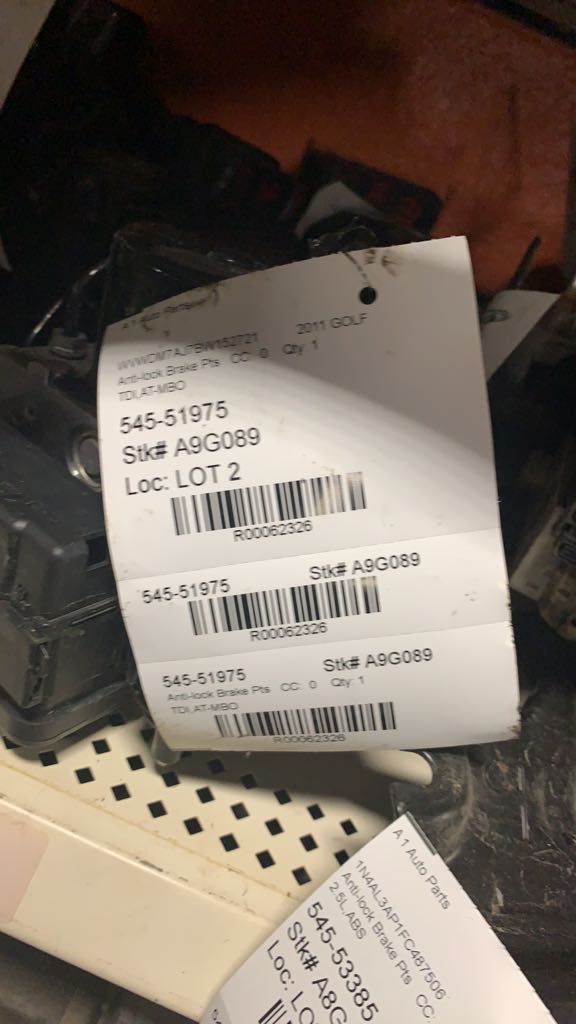 A 1 Auto Parts
WVWDM7AJ7BW152721 2011 GOLF
Anti-lock Brake Pts CC: 0 Qty: 1
TDI,AT-MBO
545-51975
Stk# A9G089
Loc: LOT 2
R00062326
545-51975 Stk# A9G089
R00062326
545-51975 Stk# A9G089
Anti-lock Brake Pts CC: 0 Qty: 1
TDI,AT-MBO
R00062326
A 1 Auto Parts
1N4AL3AP1FC487506
Anti-lock Brake Pts CC:
2.5L,ABS
545-53385
Stk# A8G
Loc: LO